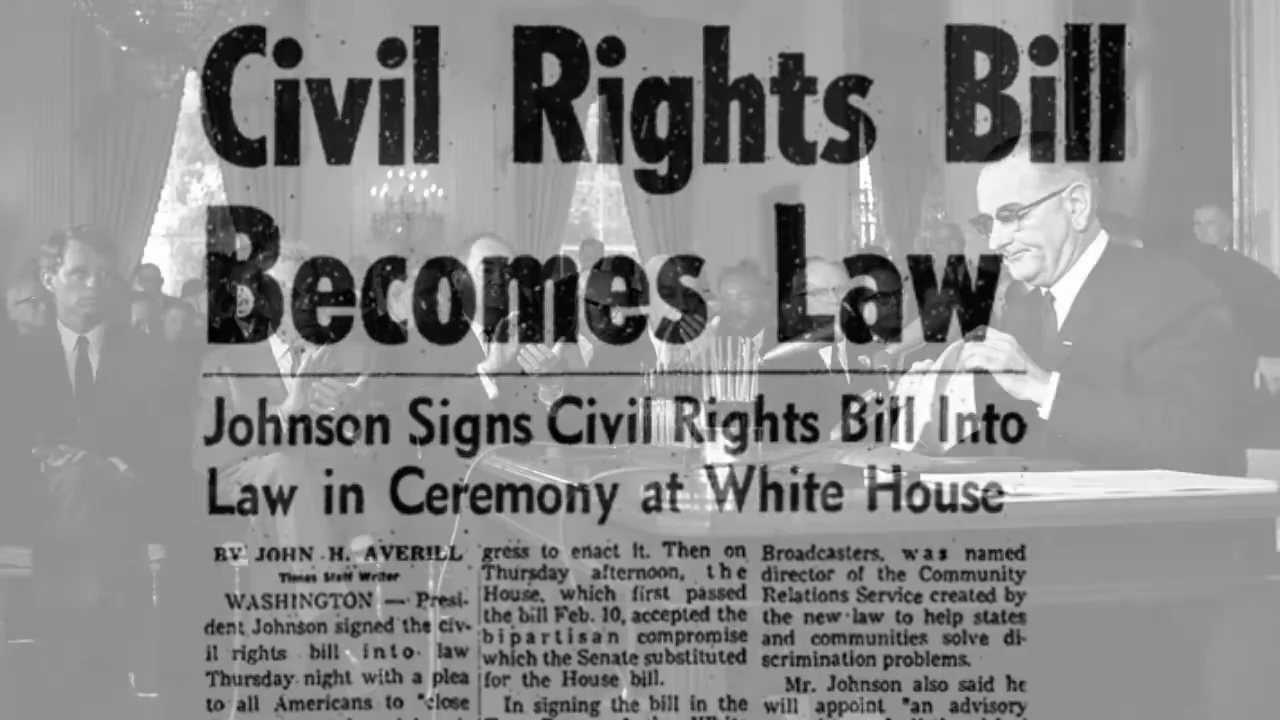 Civil Rights Bill
Becomes Law
Johnson Signs Civil Rights Bill Into
Law in Ceremony at White House
BY JOHN H. AVERILL
Times Staff Writer
WASHINGTON — Presi-
dent Johnson signed the civ-
il rights bill into law
Thursday night with a plea
to all Americans to "close
gress to enact it. Then on
Thursday afternoon, the
House, which first passed
the bill Feb. 10, accepted the
bipartisan compromise
which the Senate substituted
for the House bill.
In signing the bill in the
Broadcasters, was named
director of the Community
Relations Service created by
the new law to help states
and communities solve di-
scrimination problems.
Mr. Johnson also said he
will appoint "an advisory